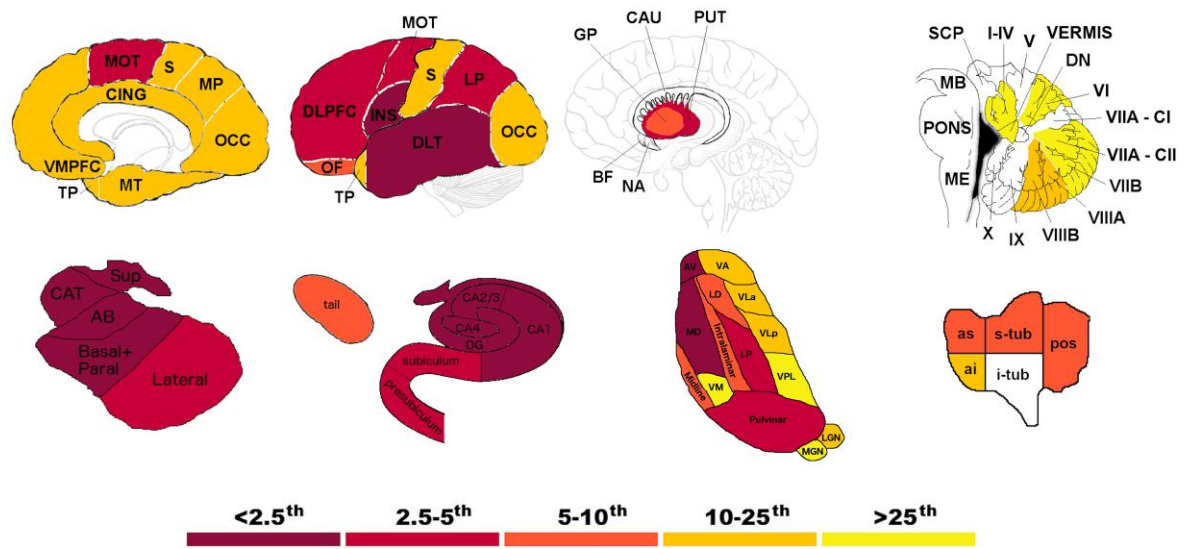 MOT
S
MP
CING
OCC
VMPFC
TP
MT
MOT
S
LP
DLPFC
INS
OCC
DLT
OF
TP
CAU
PUT
GP
BF
NA
I-IV
V
VERMIS
SCP
DN
MB
VI
VIIA - CI
PONS
VIIA - CII
ME
VIIB
VIIIA
X
IX
VIIIB
Sup
CAT
AB
Basal+
Paral
Lateral
tail
CA2/3
CA1
CA4
DG
subiculum
presubiculum
AV
VA
LD
VLa
MD
Intralaminar
VLp
LP
Midline
VM
VPL
Pulvinar
LGN
MGN
as
s-tub
pos
ai
i-tub
<2.5th
2.5-5th
5-10th
10-25th
>25th